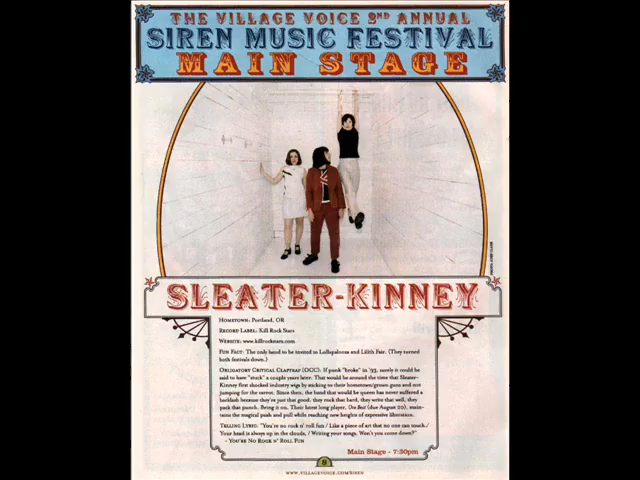 THE VILLAGE VOICE 2ND ANNUAL
SIREN MUSIC FESTIVAL
MAIN STAGE
SLEATER-KINNEY
HOMETOWN: Portland, OR
RECORD LABEL: Kill Rock Stars
WEBSITE: www.killrockstars.com
FUN FACT: The only band to be invited to Lollapalooza and Lilith Fair. (They turned
both festivals down.)
OBLIGATORY CRITICAL CLAPTRAP (OCC): If punk "broke" in '93, surely it could be
said to have "stuck" a couple years later. That would be around the time that Sleater-
Kinney first shocked industry wigs by sticking to their hometown/grown guns and not
jumping for the carrot. Since then, the band that would be queen has never suffered a
backlash because they're just that good: they rock that hard, they write that well, they
pack that punch. Bring it on. Their latest long player, One Beat (due August 20), main-
tains the magical push and pull while reaching new heights of expressive liberation.
TELLING LYRIC: "You're no rock n' roll fun / Like a piece of art that no one can touch./
Your head is always up in the clouds, / Writing your songs. Won't you come down?"
- YOU'RE NO ROCK N' ROLL FUN
Main Stage - 7:30pm
8
WWW.VILLAGEVOICE.COM/SIREN